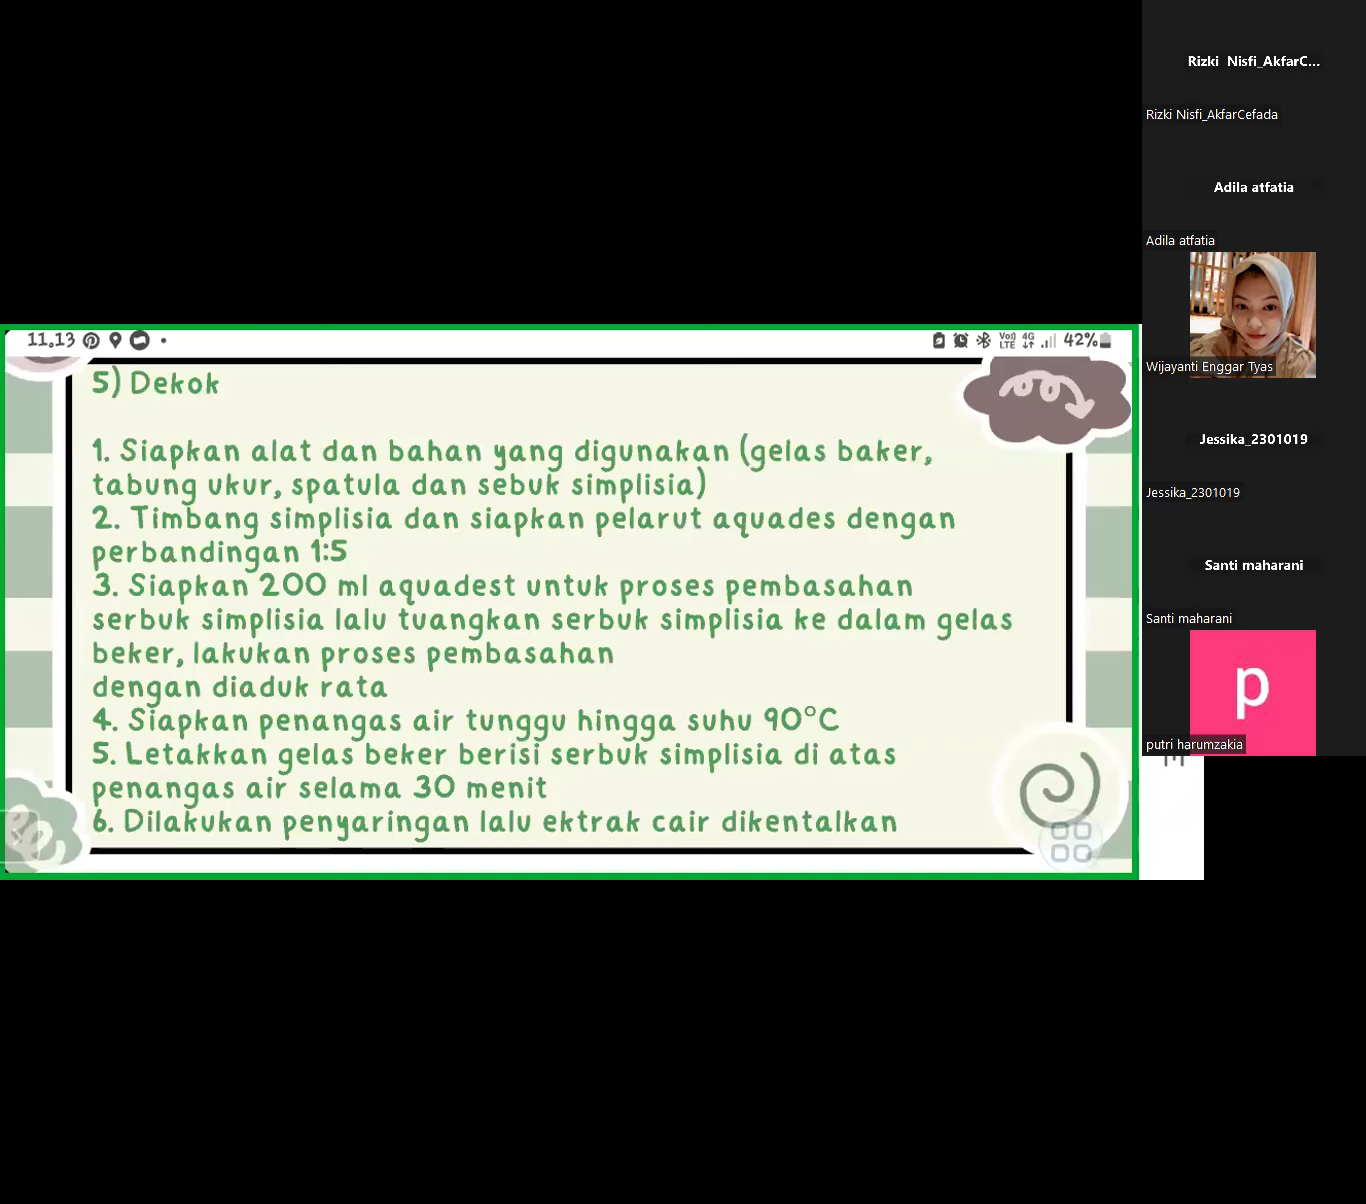 11.13
Vo))
LTE
4G
42%
5) Dekok
1. Siapkan alat dan bahan yang digunakan (gelas baker,
tabung ukur, spatula dan sebuk simplisia)
2. Timbang simplisia dan siapkan pelarut aquades dengan
perbandingan 1:5
3. Siapkan 200 ml aquadest untuk proses pembasahan
serbuk simplisia lalu tuangkan serbuk simplisia ke dalam gelas
beker, lakukan proses pembasahan
dengan diaduk rata
4. Siapkan penangas air tunggu hingga suhu 90°C
5. Letakkan gelas beker berisi serbuk simplisia di atas
penangas air selama 30 menit
6. Dilakukan penyaringan lalu ektrak cair dikentalkan
Rizki Nisfi_AkfarC...
Rizki Nisfi_AkfarCefada
Adila atfatia
Adila atfatia
Wijayanti Enggar Tyas
Jessika_2301019
Jessika_2301019
Santi maharani
Santi maharani
p
putri harumzakia